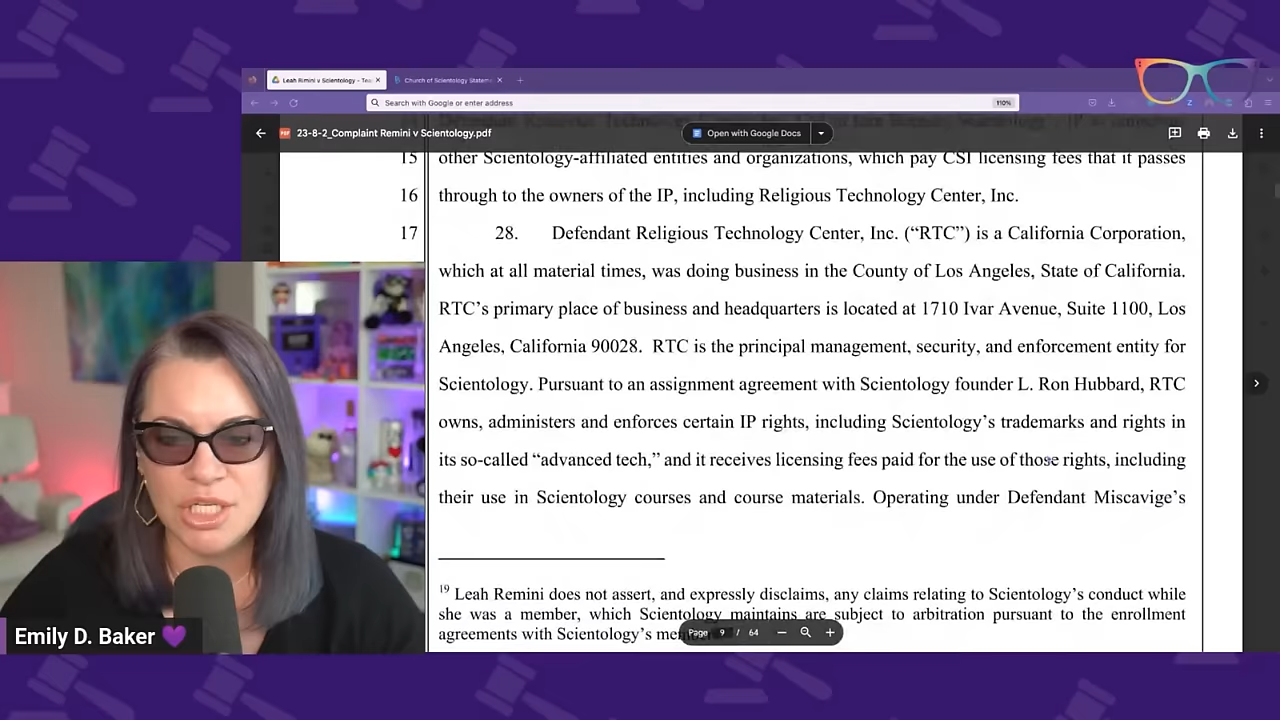 Leah Remini v Scientology - Tea
Church of Scientology Statem
Search with Google or enter address
110%
23-8-2_Complaint Remini v Scientology.pdf
Open with Google Docs
15 other Scientology-affiliated entities and organizations, which pay CSI licensing fees that it passes
16 through to the owners of the IP, including Religious Technology Center, Inc.
17 28. Defendant Religious Technology Center, Inc. (“RTC”) is a California Corporation,
which at all material times, was doing business in the County of Los Angeles, State of California.
RTC’s primary place of business and headquarters is located at 1710 Ivar Avenue, Suite 1100, Los
Angeles, California 90028. RTC is the principal management, security, and enforcement entity for
Scientology. Pursuant to an assignment agreement with Scientology founder L. Ron Hubbard, RTC
owns, administers and enforces certain IP rights, including Scientology’s trademarks and rights in
its so-called “advanced tech,” and it receives licensing fees paid for the use of those rights, including
their use in Scientology courses and course materials. Operating under Defendant Miscavige’s
19 Leah Remini does not assert, and expressly disclaims, any claims relating to Scientology’s conduct while
she was a member, which Scientology maintains are subject to arbitration pursuant to the enrollment
agreements with Scientology’s
Page 9 / 64
Emily D. Baker